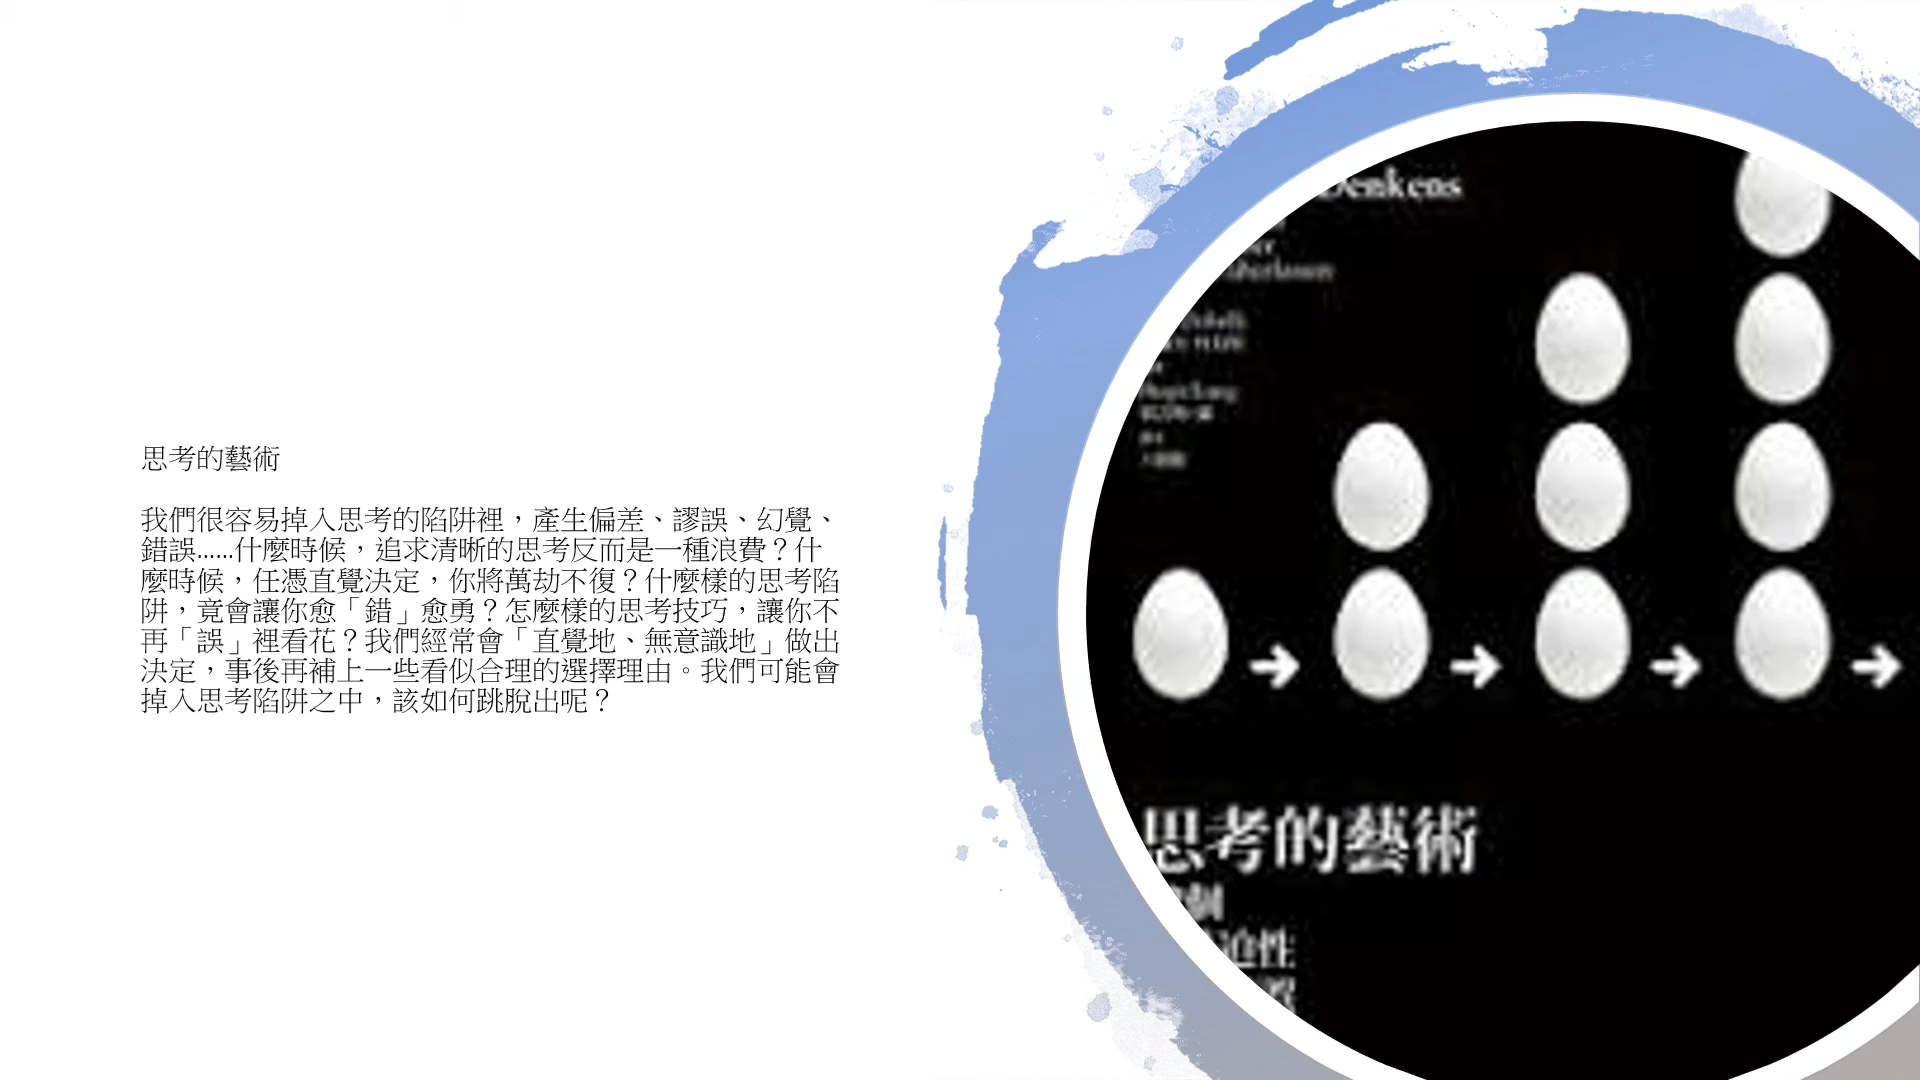 思考的藝術
我們很容易掉入思考的陷阱裡，產生偏差、謬誤、幻覺、
錯誤......什麼時候，追求清晰的思考反而是一種浪費？什
麼時候，任憑直覺決定，你將萬劫不復？什麼樣的思考陷
阱，竟會讓你愈「錯」愈勇？怎麼樣的思考技巧，讓你不
再「誤」裡看花？我們經常會「直覺地、無意識地」做出
決定，事後再補上一些看似合理的選擇理由。我們可能會
掉入思考陷阱之中，該如何跳脫出呢？
Denkens
思考的藝術
個
迫性